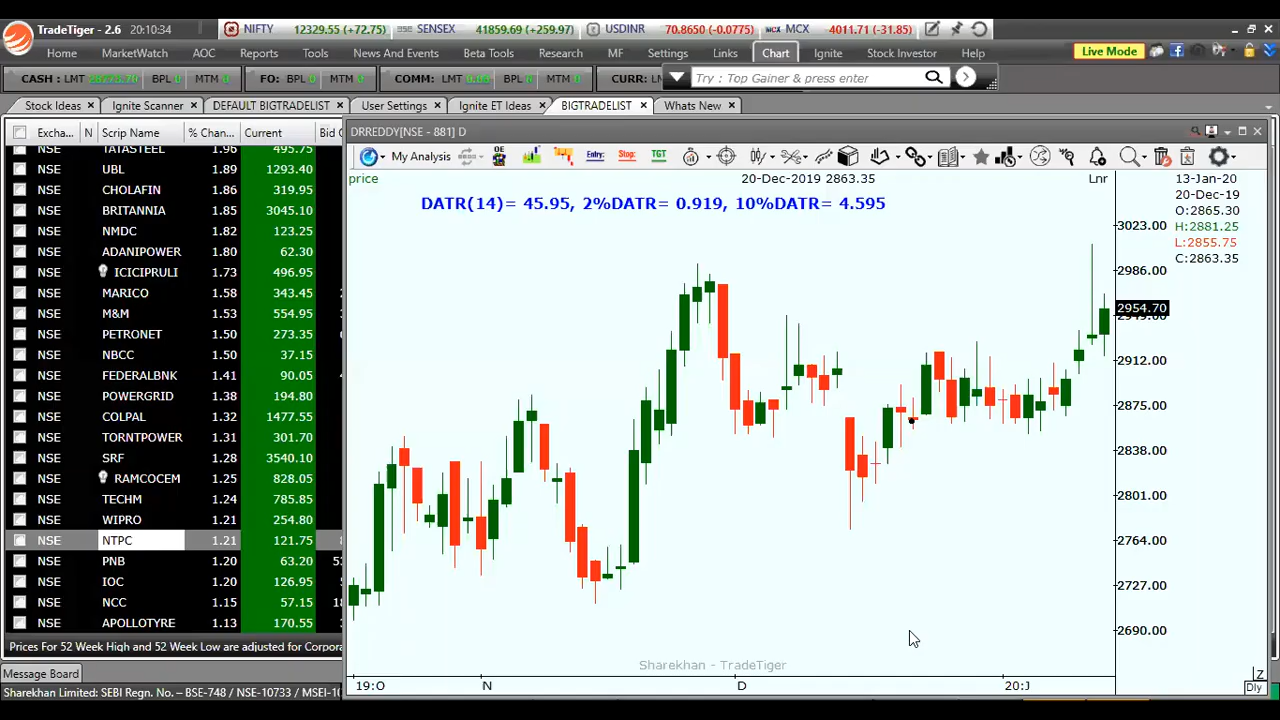 TradeTiger - 2.6 20:10:34 NIFTY 12329.55 (+72.75) SENSEX 41859.69 (+259.97) USDINR 70.8650 (-0.0775) MCX -4011.71 (-31.85)
Home MarketWatch AOC Reports Tools News And Events Beta Tools Research MF Settings Links Chart Ignite Stock Investor Help Live Mode
CASH : LMT BPL 0 MTM 0 FO: BPL 0 MTM 0 COMM: LMT BPL 0 MTM 0 CURR: Try : Top Gainer & press enter
Stock Ideas Ignite Scanner DEFAULT BIGTRADELIST User Settings Ignite ET Ideas BIGTRADELIST Whats New
Excha... N Scrip Name % Chan... Current Bid
NSE TATASTEEL 1.96 495.75
NSE UBL 1.89 1293.40
NSE CHOLAFIN 1.86 319.95
NSE BRITANNIA 1.85 3045.10
NSE NMDC 1.82 123.25
NSE ADANIPOWER 1.80 62.30
NSE ICICIPRULI 1.73 496.95
NSE MARICO 1.58 343.45
NSE M&M 1.53 554.95
NSE PETRONET 1.50 273.35
NSE NBCC 1.50 37.15
NSE FEDERALBNK 1.41 90.05
NSE POWERGRID 1.38 194.80
NSE COLPAL 1.32 1477.55
NSE TORNTPOWER 1.31 301.70
NSE SRF 1.28 3540.10
NSE RAMCOCEM 1.25 828.05
NSE TECHM 1.24 785.85
NSE WIPRO 1.21 254.80
NSE NTPC 1.21 121.75
NSE PNB 1.20 63.20
NSE IOC 1.20 126.95
NSE NCC 1.15 57.15
NSE APOLLOTYRE 1.13 170.55
Prices For 52 Week High and 52 Week Low are adjusted for Corpora
DRREDDY[NSE - 881] D
My Analysis OE Entry: Stop: TGT
price 20-Dec-2019 2863.35 Lnr 13-Jan-20
20-Dec-19
DATR(14)= 45.95, 2%DATR= 0.919, 10%DATR= 4.595
O:2865.30
H:2881.25
L:2855.75
C:2863.35
3023.00
2986.00
2954.70
2912.00
2875.00
2838.00
2801.00
2764.00
2727.00
2690.00
Sharekhan - TradeTiger
19:O N D 20:J
Z
Dly
Message Board
Sharekhan Limited: SEBI Regn. No. – BSE-748 / NSE-10733 / MSEI-10